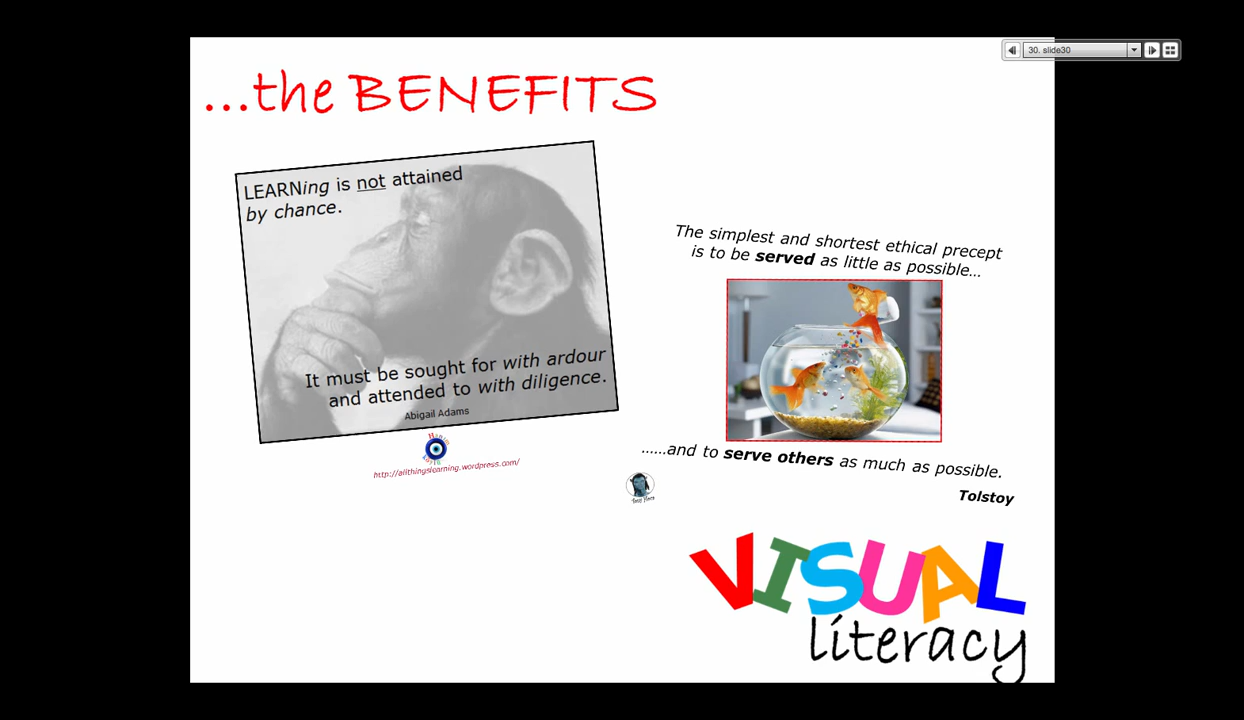 30. slide30
...the BENEFITS
LEARNing is not attained
by chance.
It must be sought for with ardour
and attended to with diligence.
Abigail Adams
http://allthingslearning.wordpress.com/
The simplest and shortest ethical precept
is to be served as little as possible…
……and to serve others as much as possible.
Tolstoy
VISUAL
literacy